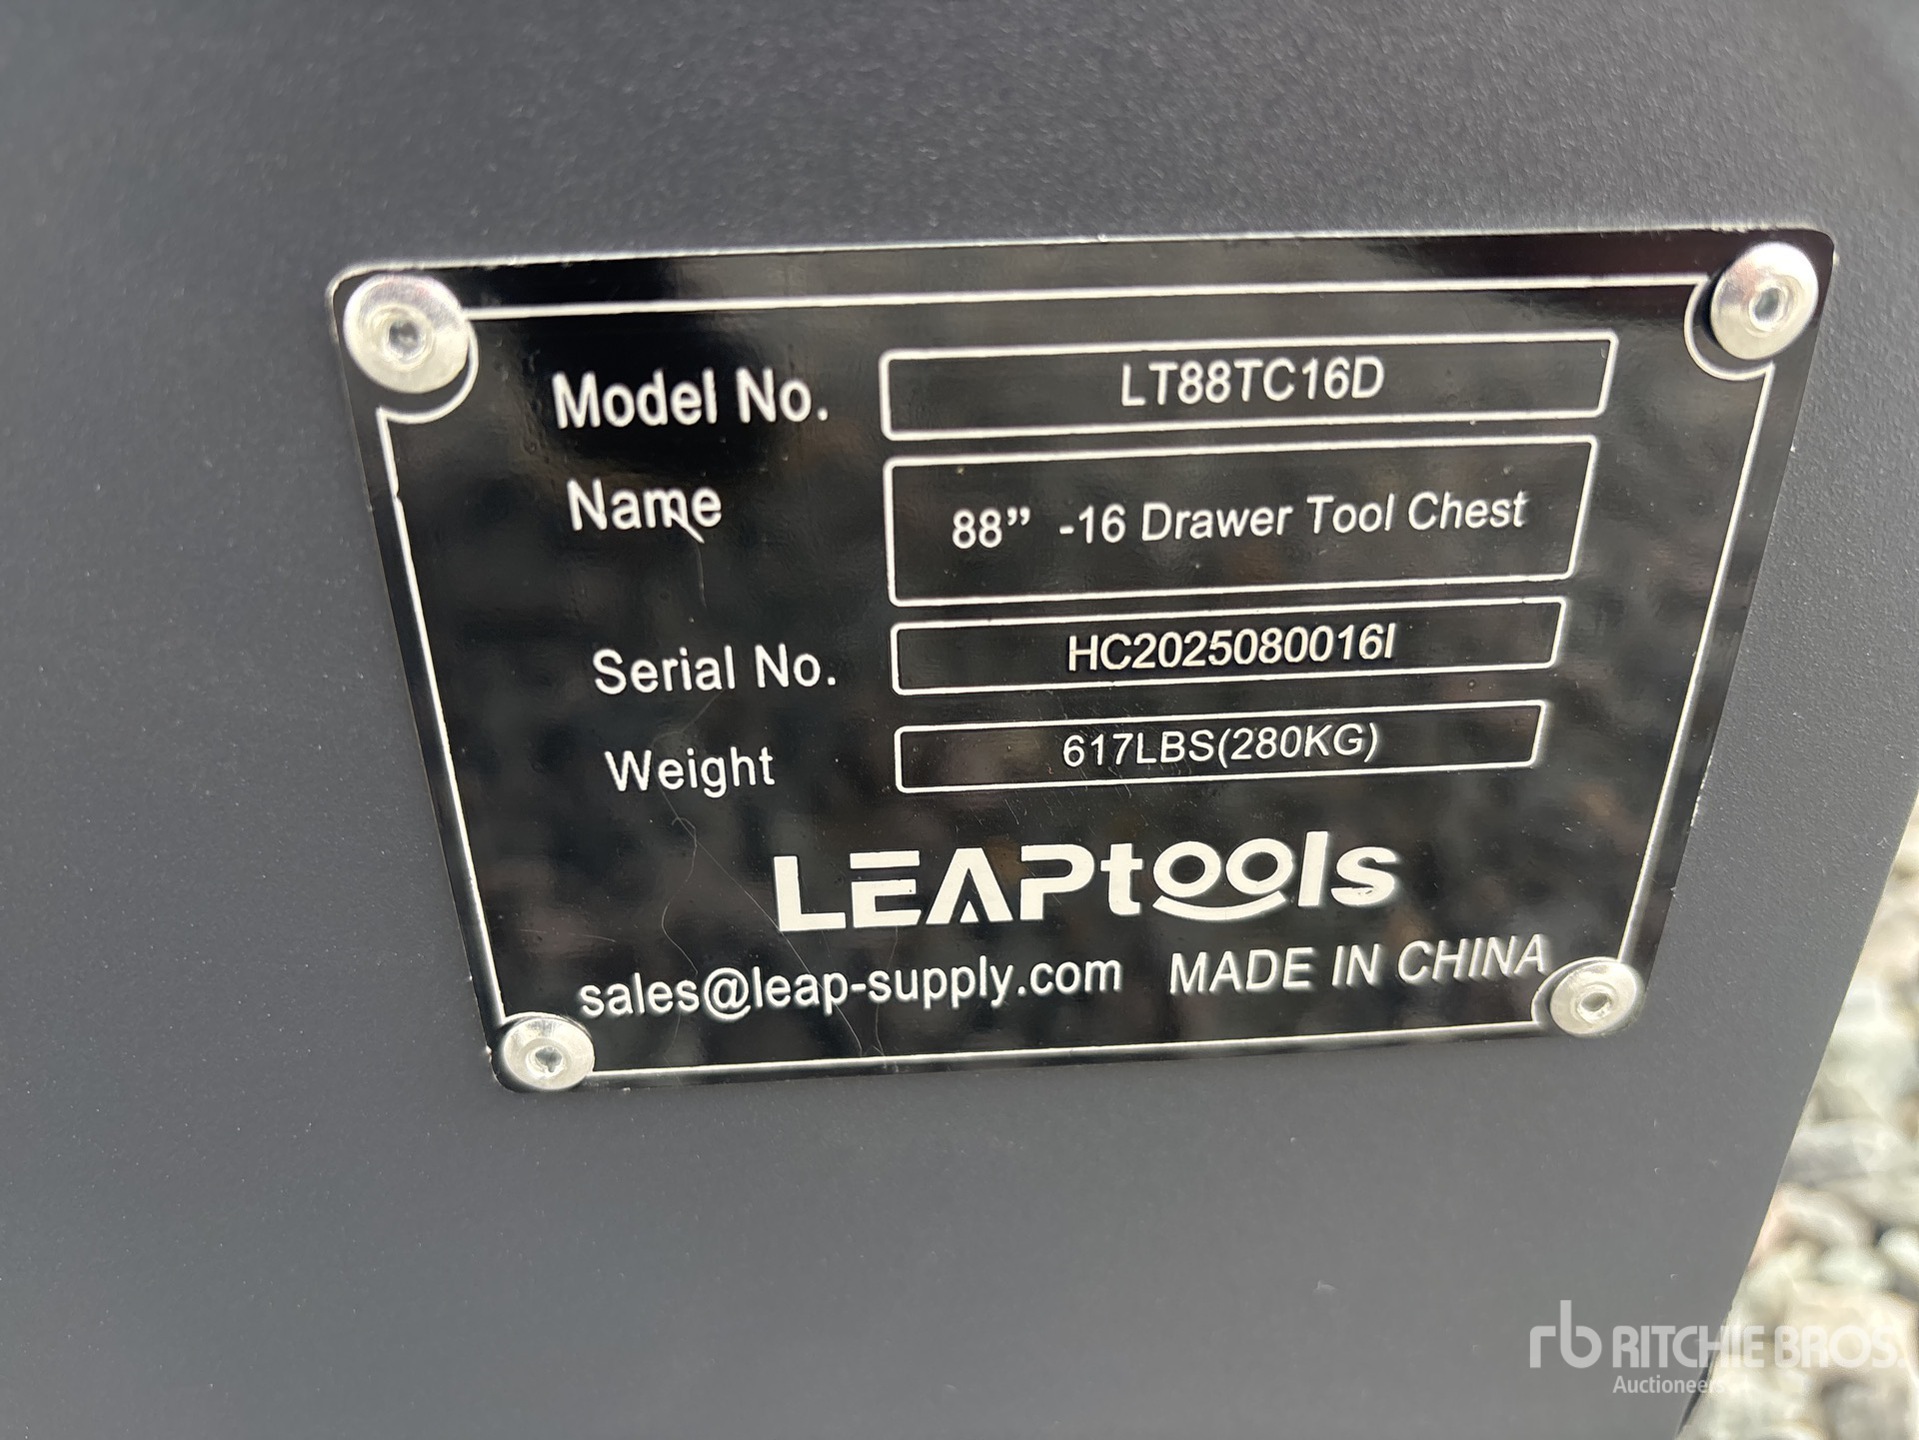 Model No. LT88TC16D
Name 88” -16 Drawer Tool Chest
Serial No. HC2025080016I
Weight 617LBS(280KG)
LEAPtools
sales@leap-supply.com MADE IN CHINA
rb RITCHIE BROS.
Auctioneers